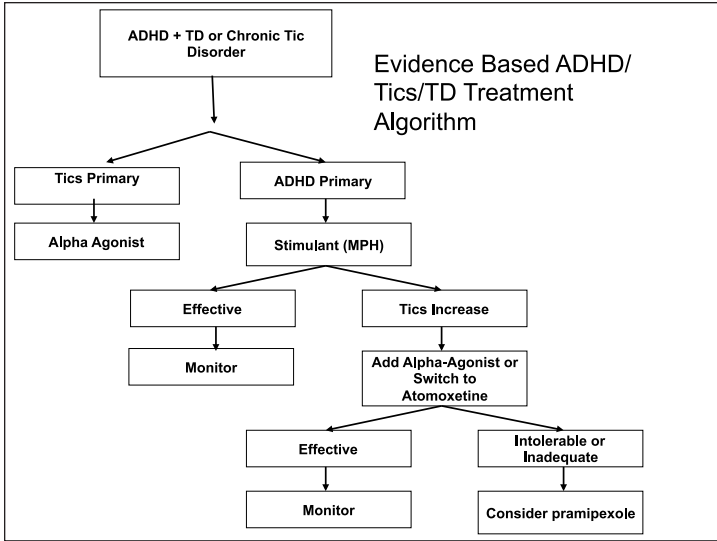 ADHD + TD or Chronic Tic
Disorder
Evidence Based ADHD/
Tics/TD Treatment
Algorithm
Tics Primary
ADHD Primary
Alpha Agonist
Stimulant (MPH)
Effective
Tics Increase
Monitor
Add Alpha-Agonist or
Switch to
Atomoxetine
Effective
Intolerable or
Inadequate
Monitor
Consider pramipexole